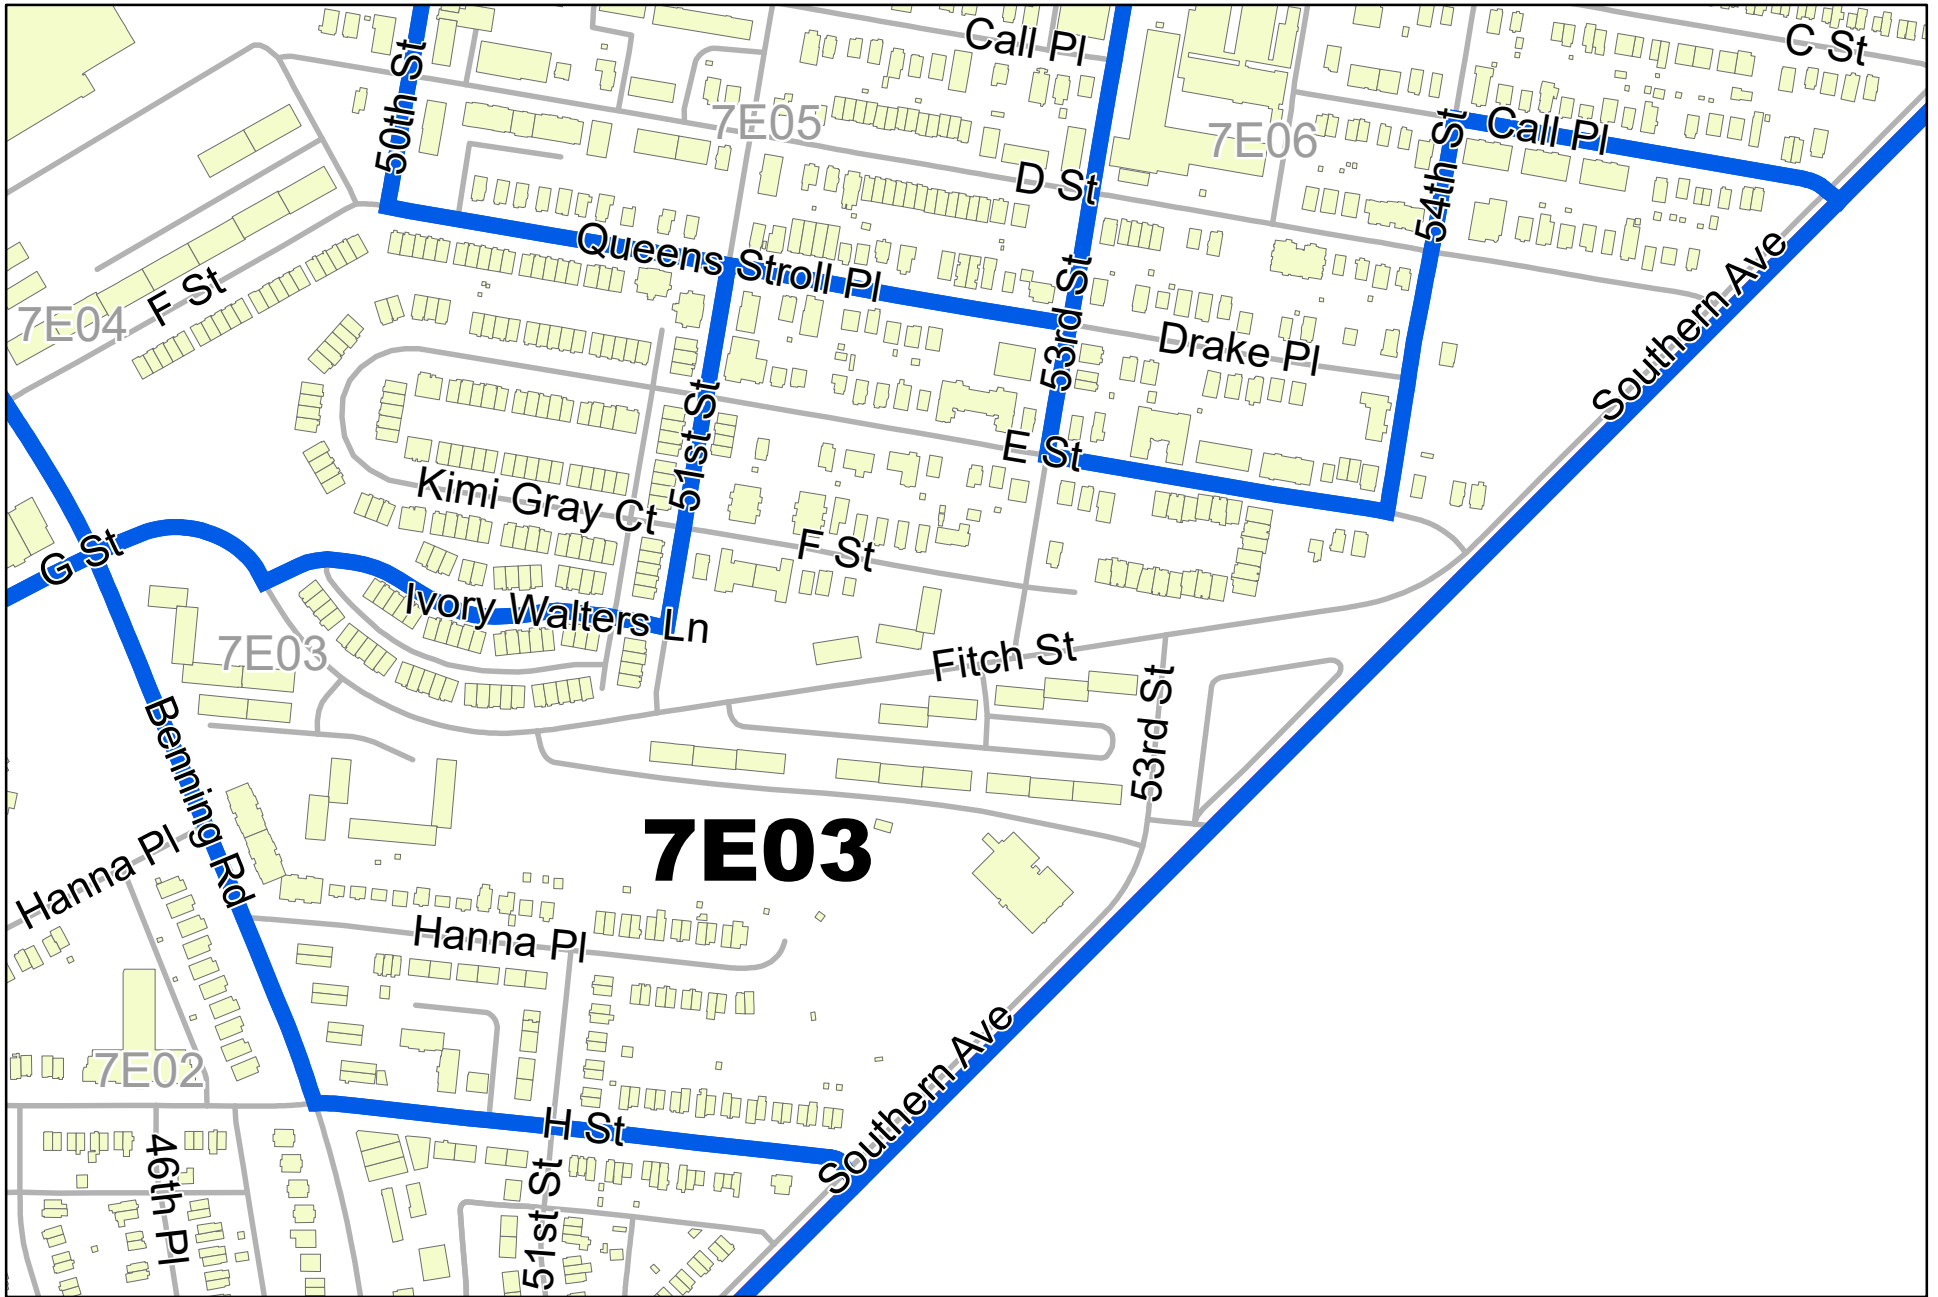 Call Pl
C St
50th St
7E05
7E06
Call Pl
54th St
D St
Queens Stroll Pl
53rd St
Southern Ave
F St
7E04
Drake Pl
51st St
E St
Kimi Gray Ct
F St
G St
Ivory Walters Ln
7E03
Fitch St
53rd St
Benning Rd
7E03
Hanna Pl
Hanna Pl
Southern Ave
7E02
H St
46th Pl
51st St